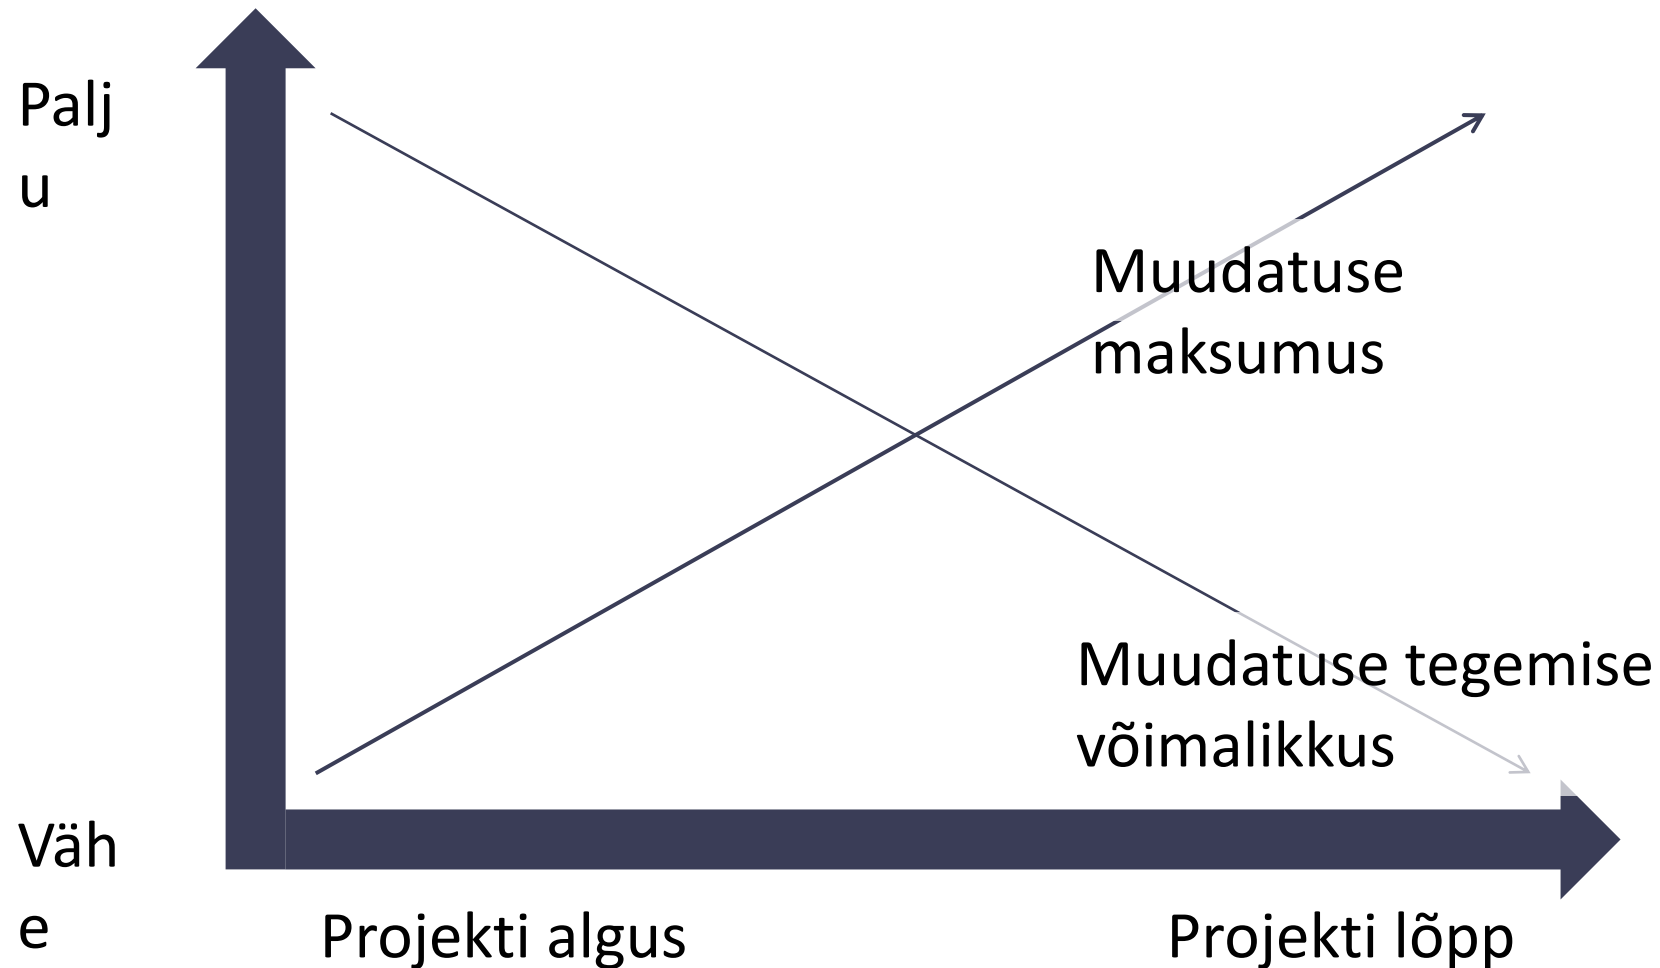 Palj
u
Muudatuse
maksumus
Muudatuse tegemise
võimalikkus
Väh
e
Projekti algus
Projekti lõpp